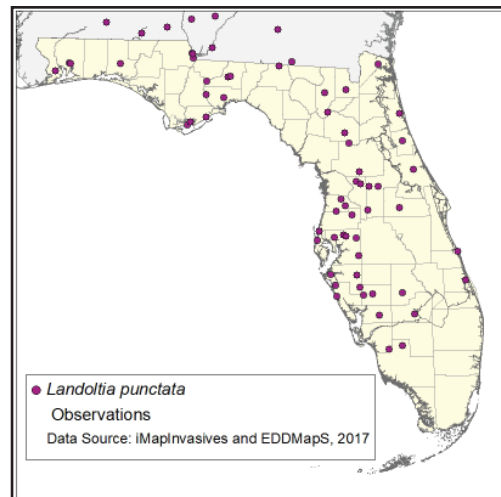 Landoltia punctata
Observations
Data Source: iMapInvasives and EDDMapS, 2017